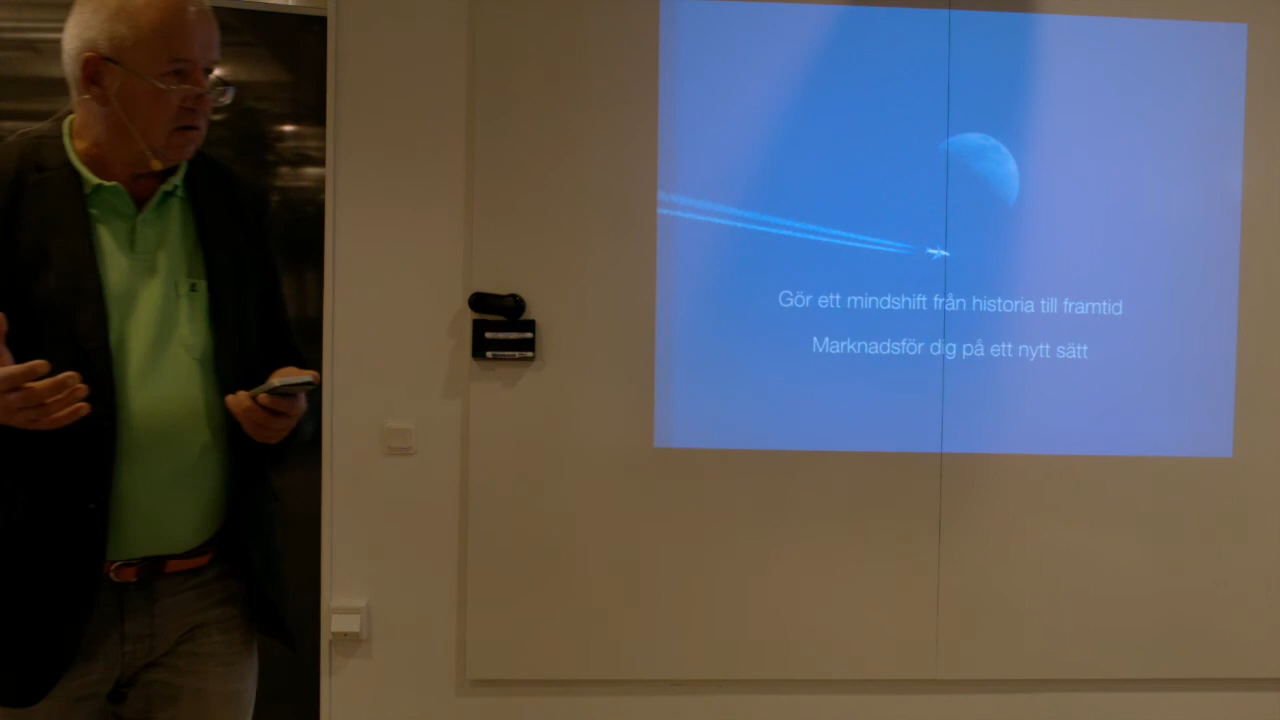 Gör ett mindshift från historia till framtid
Marknadsför dig på ett nytt sätt